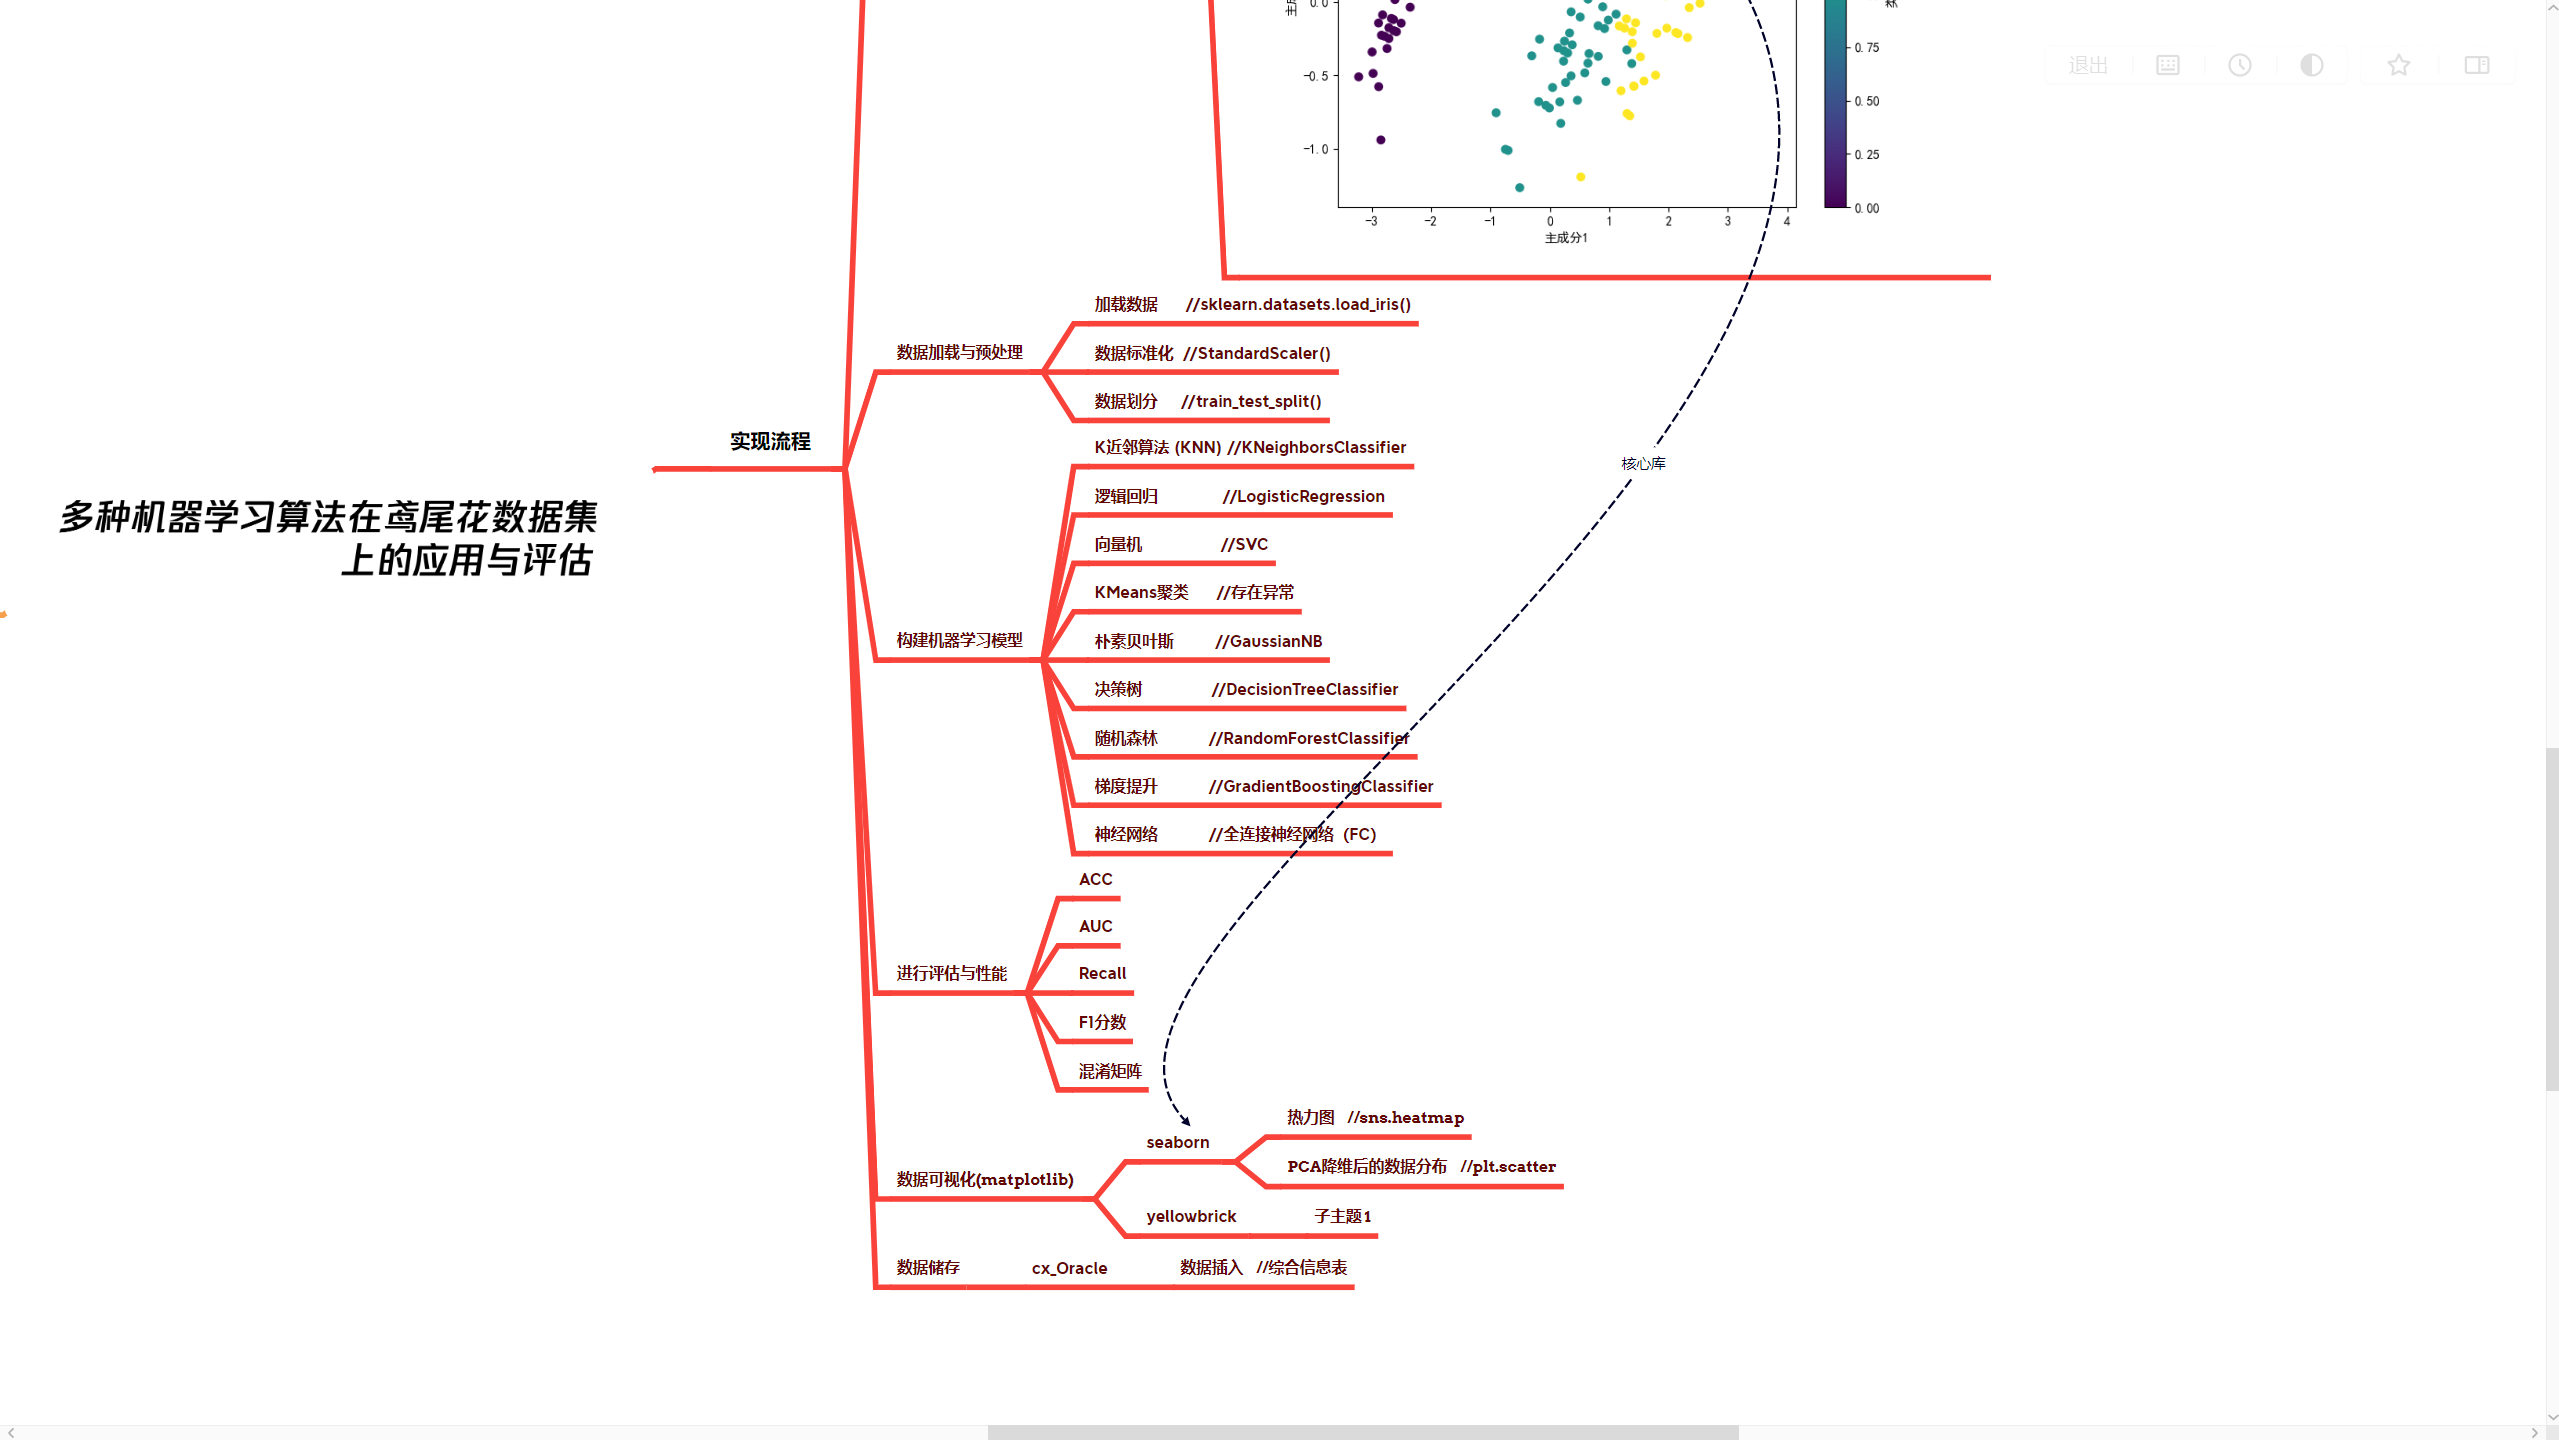 0.0
-0.5
-1.0
-3 -2 -1 0 1 2 3 4
主成分1
0.75
0.50
0.25
0.00
退出
加载数据 //sklearn.datasets.load_iris()
数据加载与预处理
数据标准化 //StandardScaler()
数据划分 //train_test_split()
实现流程
多种机器学习算法在鸢尾花数据集
上的应用与评估
K近邻算法 (KNN) //KNeighborsClassifier
核心库
逻辑回归 //LogisticRegression
向量机 //SVC
KMeans聚类 //存在异常
构建机器学习模型
朴素贝叶斯 //GaussianNB
决策树 //DecisionTreeClassifier
随机森林 //RandomForestClassifier
梯度提升 //GradientBoostingClassifier
神经网络 //全连接神经网络（FC）
ACC
AUC
进行评估与性能
Recall
F1分数
混淆矩阵
数据可视化(matplotlib)
seaborn
热力图 //sns.heatmap
PCA降维后的数据分布 //plt.scatter
yellowbrick 子主题1
数据储存 cx_Oracle 数据插入 //综合信息表